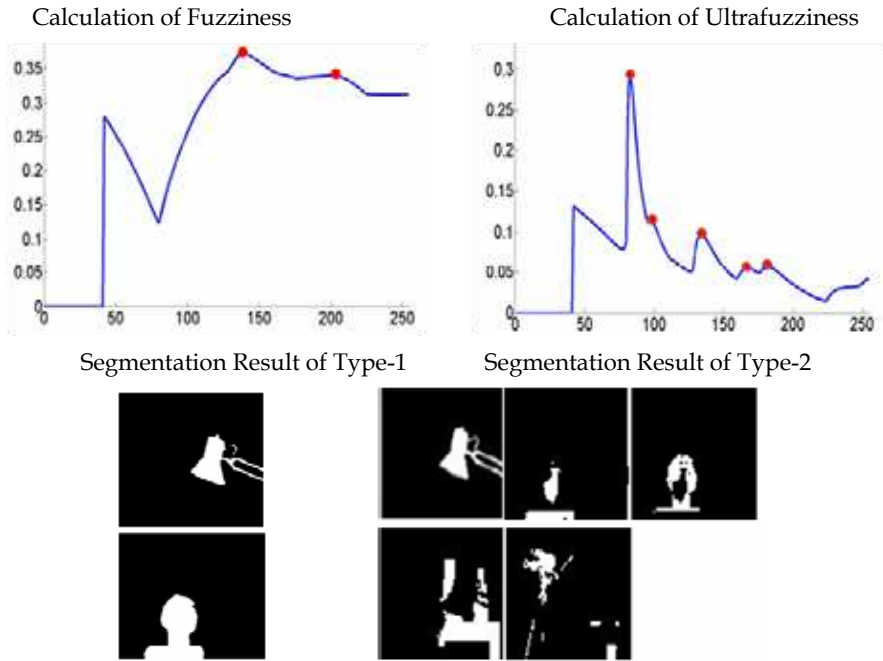 Calculation of Fuzziness
Calculation of Ultrafuzziness
0.35
0.3
0.25
0.2
0.15
0.1
0.05
0
0 50 100 150 200 250
0.3
0.25
0.2
0.15
0.1
0.05
0
0 50 100 150 200 250
Segmentation Result of Type-1
Segmentation Result of Type-2